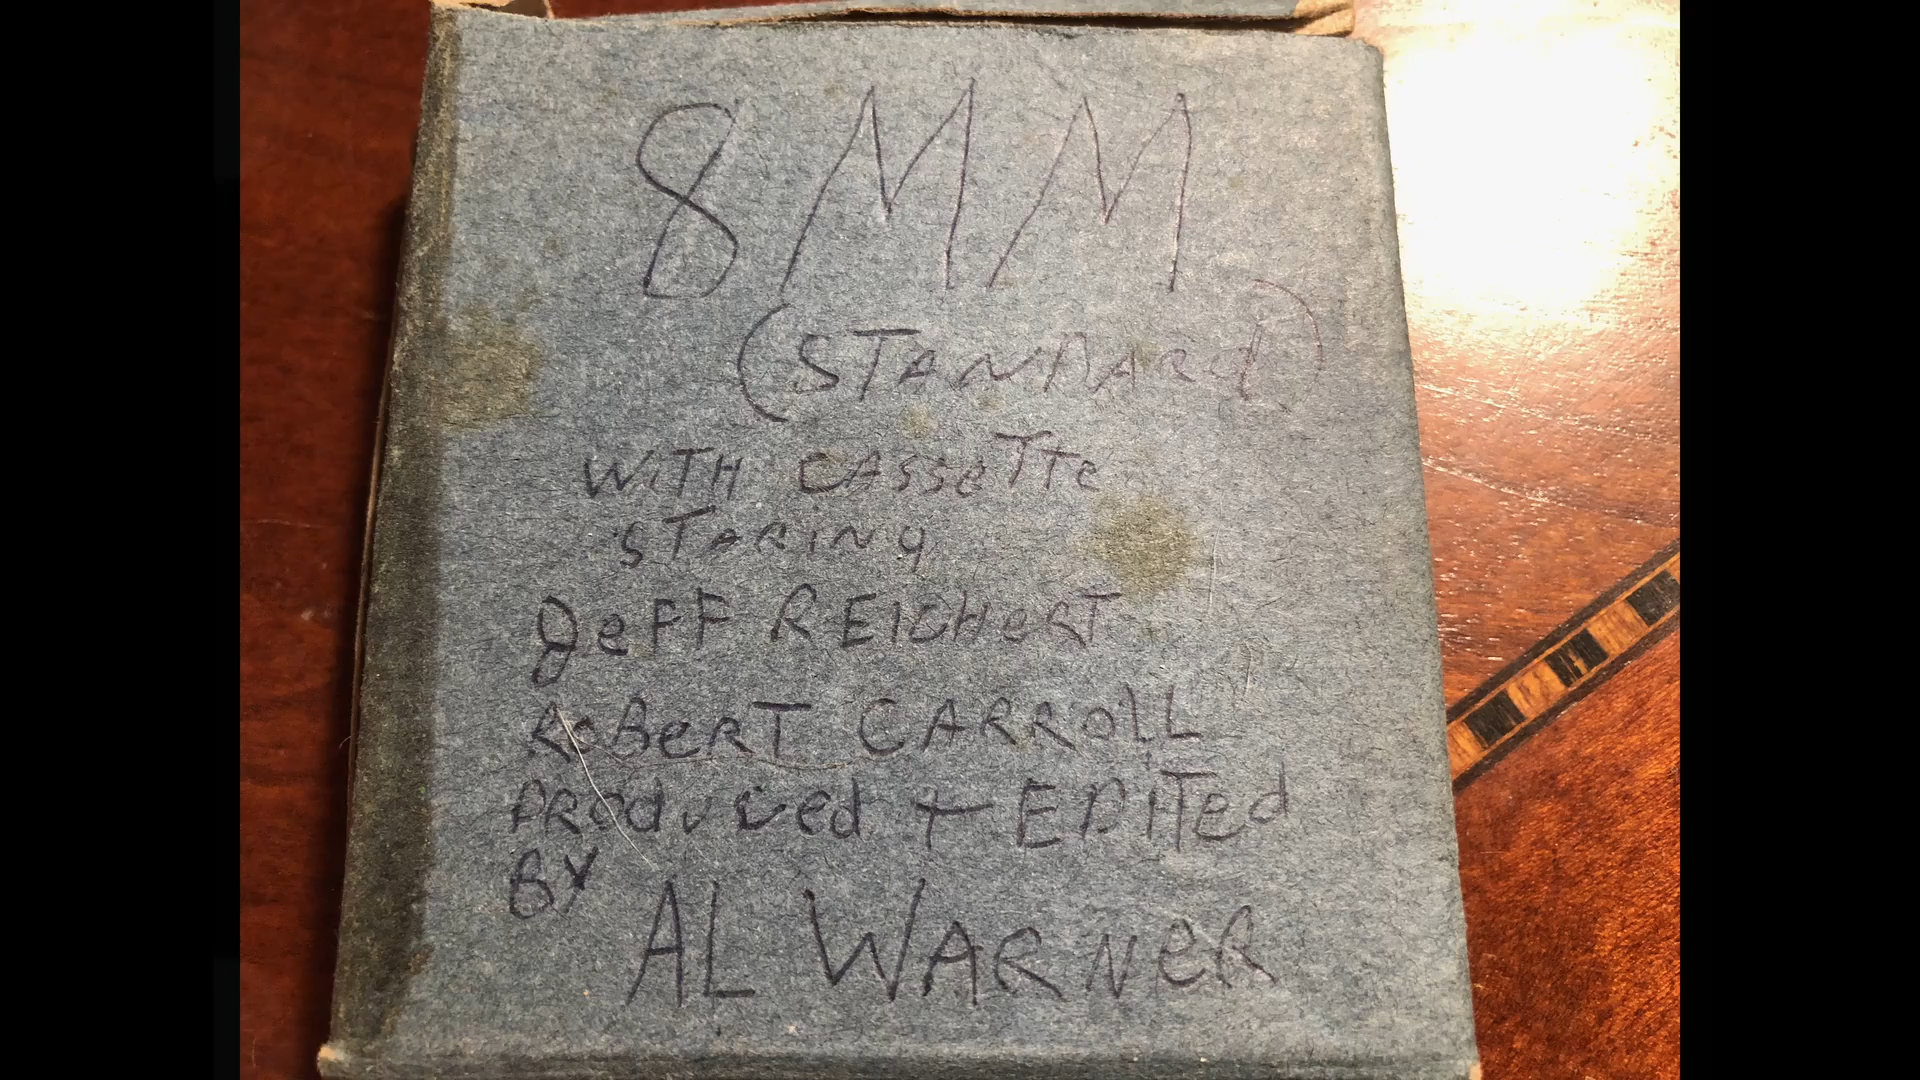 8MM
(STANDARd)
WiTH CASSeTTe
STARING
JeFF REICHeRT
RoBeRT CARRoLL
PROduced + EDITed
BY
AL WARNeR